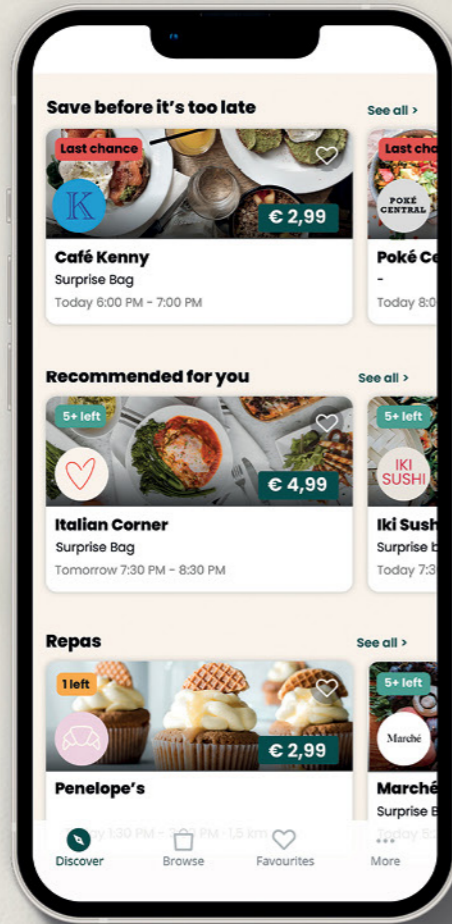 Save before it's too late
See all >
Last chance
K
€ 2,99
Café Kenny
Surprise Bag
Today 6:00 PM - 7:00 PM
Last cha
POKÉ
CENTRAL
Poké Ce
-
Today 8:0
Recommended for you
See all >
5+ left
€ 4,99
Italian Corner
Surprise Bag
Tomorrow 7:30 PM - 8:30 PM
5+ left
IKI
SUSHI
Iki Sush
Surprise b
Today 7:3
Repas
See all >
1 left
€ 2,99
Penelope's
5+ left
Marché
Marché
Surprise B
Discover
Browse
Favourites
More